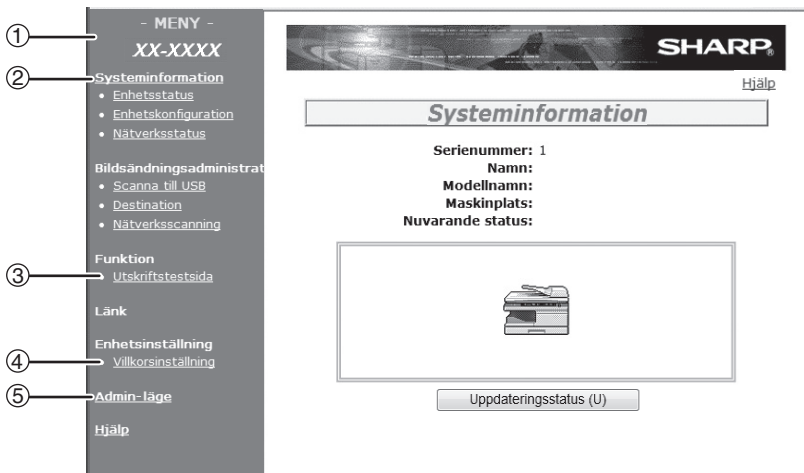 - MENY -
① XX-XXXX
② Systeminformation
• Enhetsstatus
• Enhetskonfiguration
• Nätverksstatus
Bildsändningsadministrat
• Scanna till USB
• Destination
• Nätverksscanning
Funktion
③ • Utskriftstestsida
Länk
Enhetsinställning
④ • Villkorsinställning
⑤ Admin-läge
Hjälp
SHARP®
Hjälp
Systeminformation
Serienummer: 1
Namn:
Modellnamn:
Maskinplats:
Nuvarande status:
Uppdateringsstatus (U)